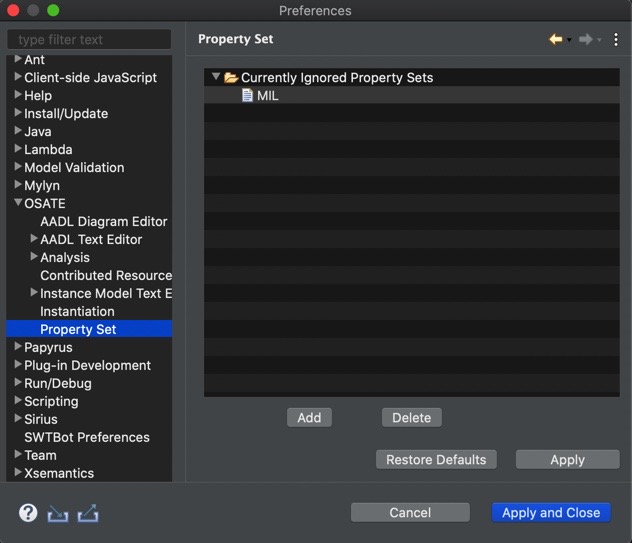 Preferences
type filter text
Property Set
Ant
Client-side JavaScript
Help
Install/Update
Java
Lambda
Model Validation
Mylyn
OSATE
AADL Diagram Editor
AADL Text Editor
Analysis
Contributed Resource
Instance Model Text E
Instantiation
Property Set
Papyrus
Plug-in Development
Run/Debug
Scripting
Sirius
SWTBot Preferences
Team
Xsemantics
Currently Ignored Property Sets
MIL
Add Delete
Restore Defaults Apply
? Cancel Apply and Close